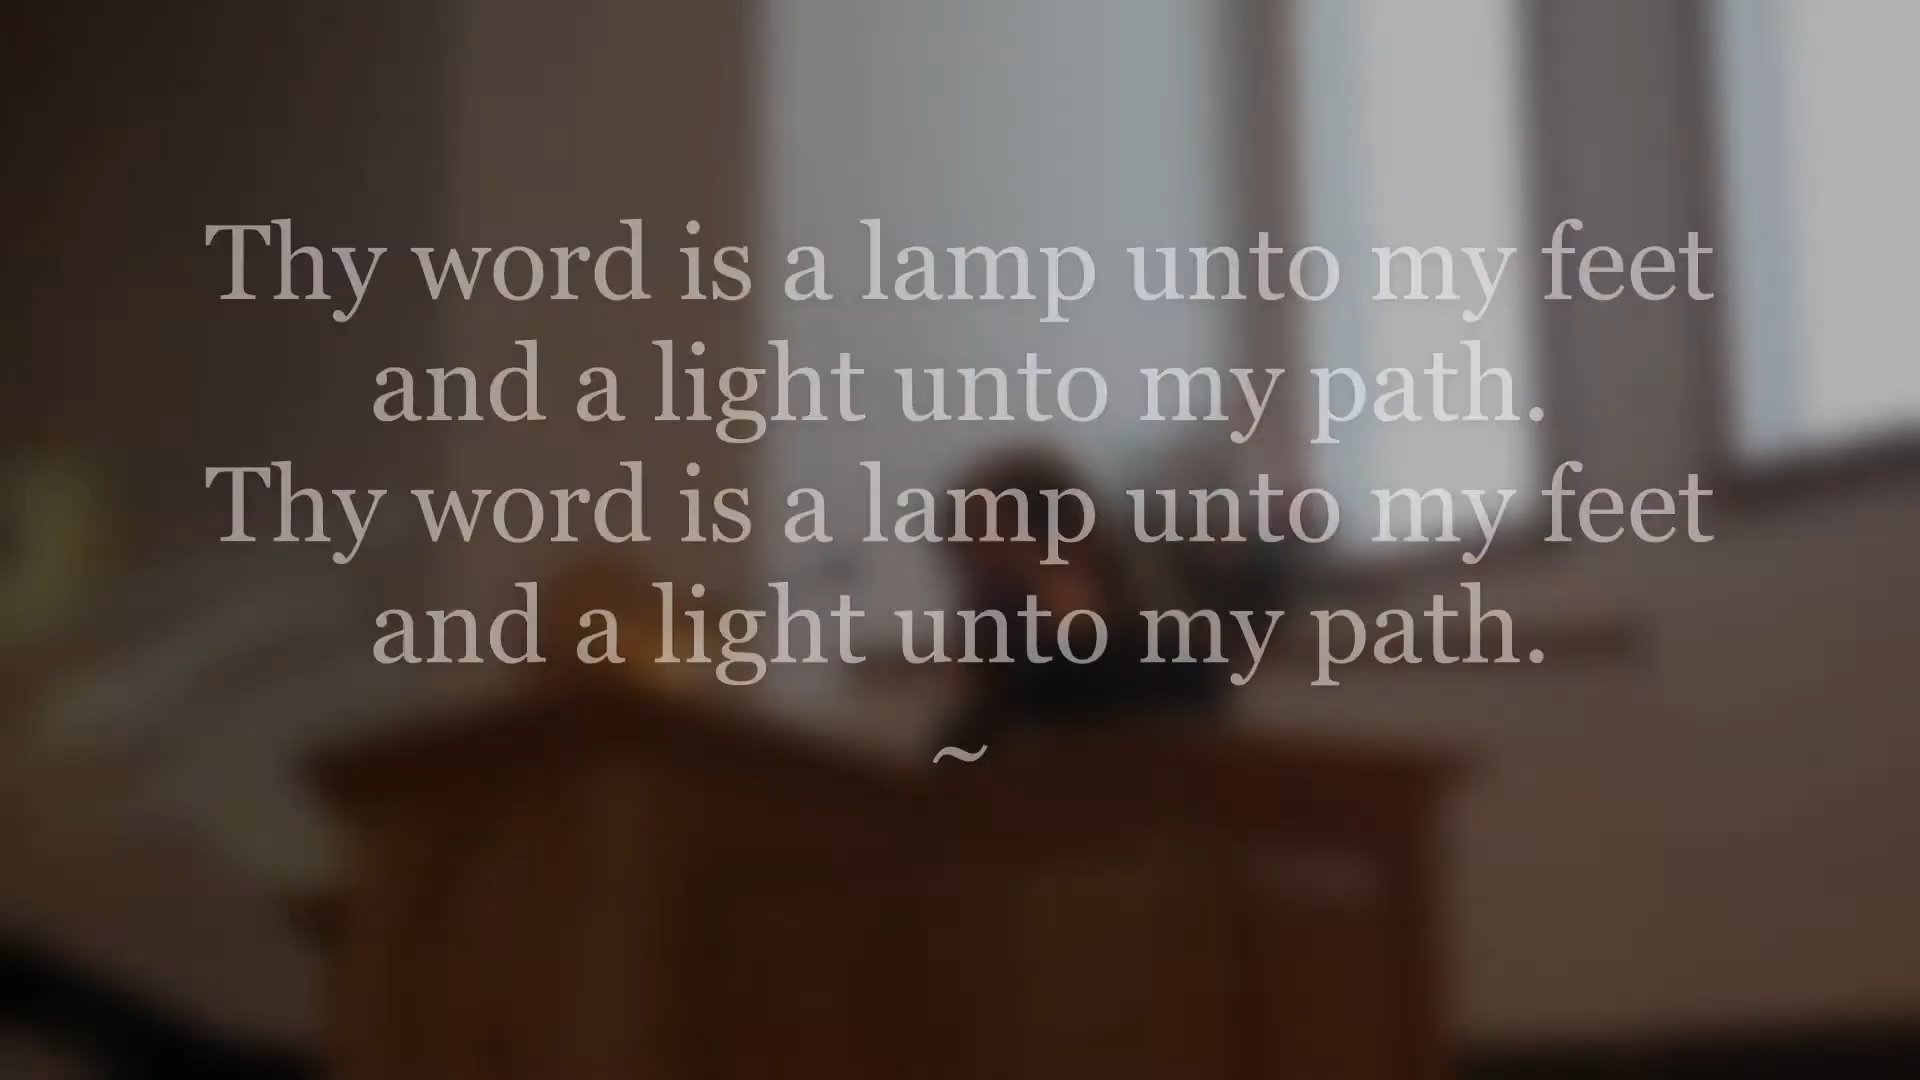 Thy word is a lamp unto my feet
and a light unto my path.
Thy word is a lamp unto my feet
and a light unto my path.
~